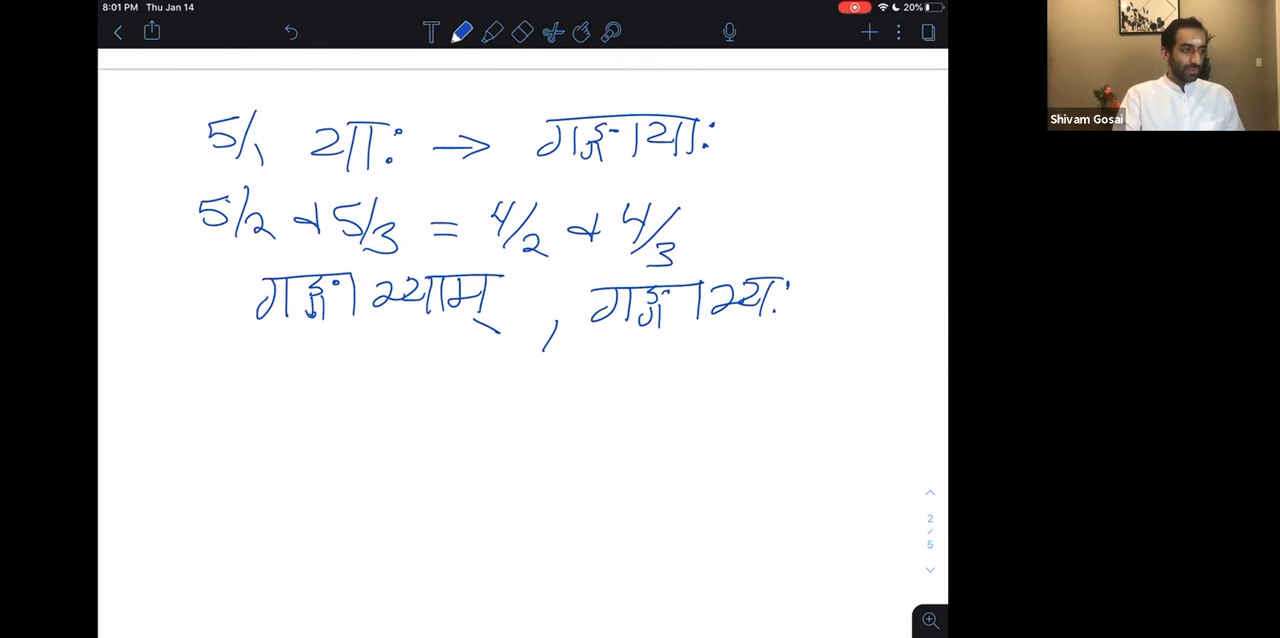 8:01 PM Thu Jan 14
20%
5/1 याः → गङ्गायाः
5/2 & 5/3 = 4/2 & 4/3
गङ्गाभ्याम् , गङ्गाभ्यः
2
/
5
Shivam Gosai